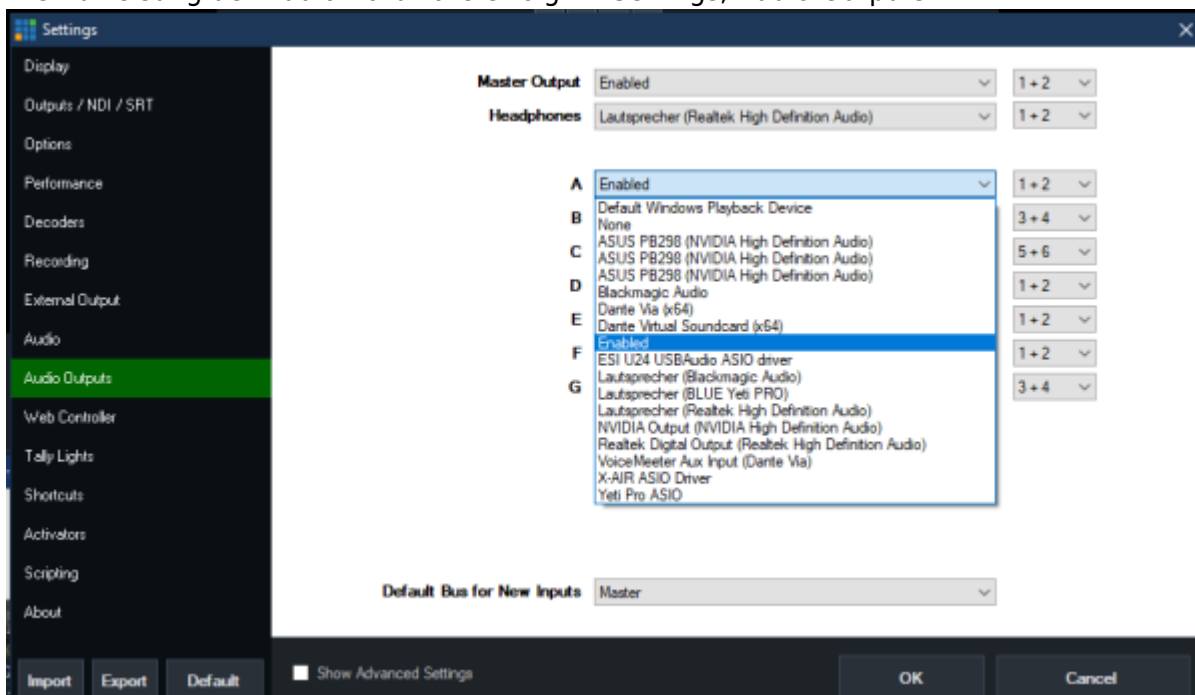 Settings
Display
Outputs / NDI / SRT
Options
Performance
Decoders
Recording
External Output
Audio
Audio Outputs
Web Controller
Tally Lights
Shortcuts
Activators
Scripting
About
Import Export Default
Master Output Enabled 1 + 2
Headphones Lautsprecher (Realtek High Definition Audio) 1 + 2
A Enabled 1 + 2
B 3 + 4
C 5 + 6
D 1 + 2
E 1 + 2
F 1 + 2
G 3 + 4
Default Windows Playback Device
None
ASUS PB298 (NVIDIA High Definition Audio)
ASUS PB298 (NVIDIA High Definition Audio)
ASUS PB298 (NVIDIA High Definition Audio)
Blackmagic Audio
Dante Via (x64)
Dante Virtual Soundcard (x64)
Enabled
ESI U24 USBAudio ASIO driver
Lautsprecher (Blackmagic Audio)
Lautsprecher (BLUE Yeti PRO)
Lautsprecher (Realtek High Definition Audio)
NVIDIA Output (NVIDIA High Definition Audio)
Realtek Digital Output (Realtek High Definition Audio)
VoiceMeeter Aux Input (Dante Via)
X-AIR ASIO Driver
Yeti Pro ASIO
Default Bus for New Inputs Master
Show Advanced Settings
OK Cancel